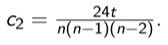 c₂ = 24t / n(n−1)(n−2).